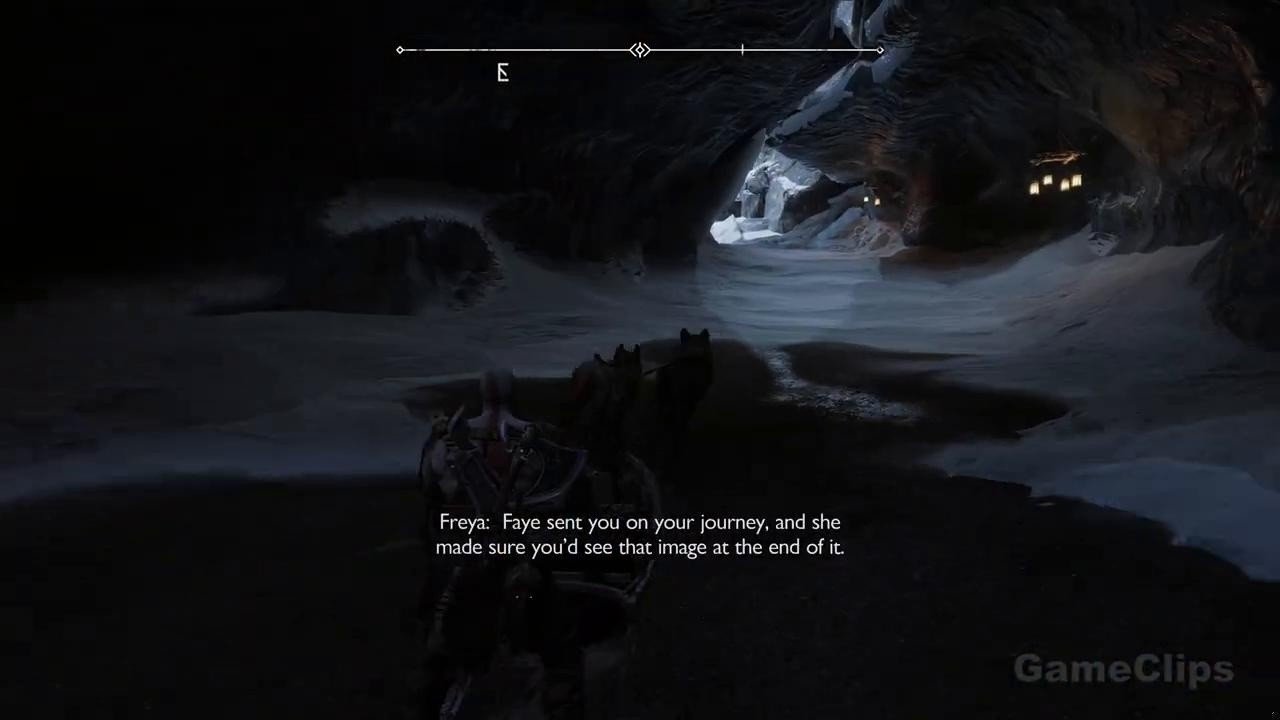 E
Freya: Faye sent you on your journey, and she
made sure you'd see that image at the end of it.
GameClips